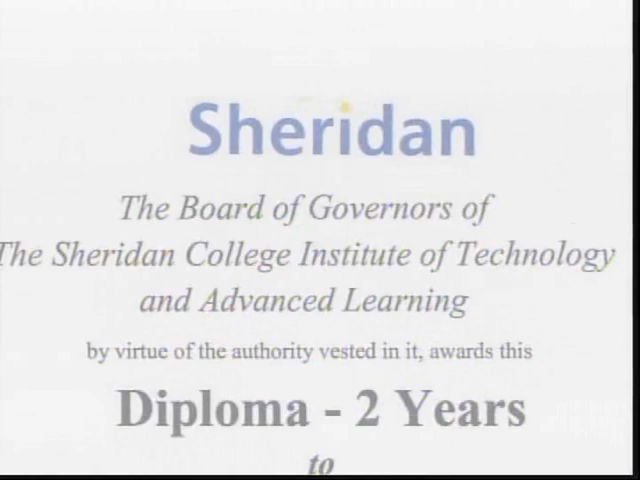 Sheridan
The Board of Governors of
The Sheridan College Institute of Technology
and Advanced Learning
by virtue of the authority vested in it, awards this
Diploma - 2 Years
to